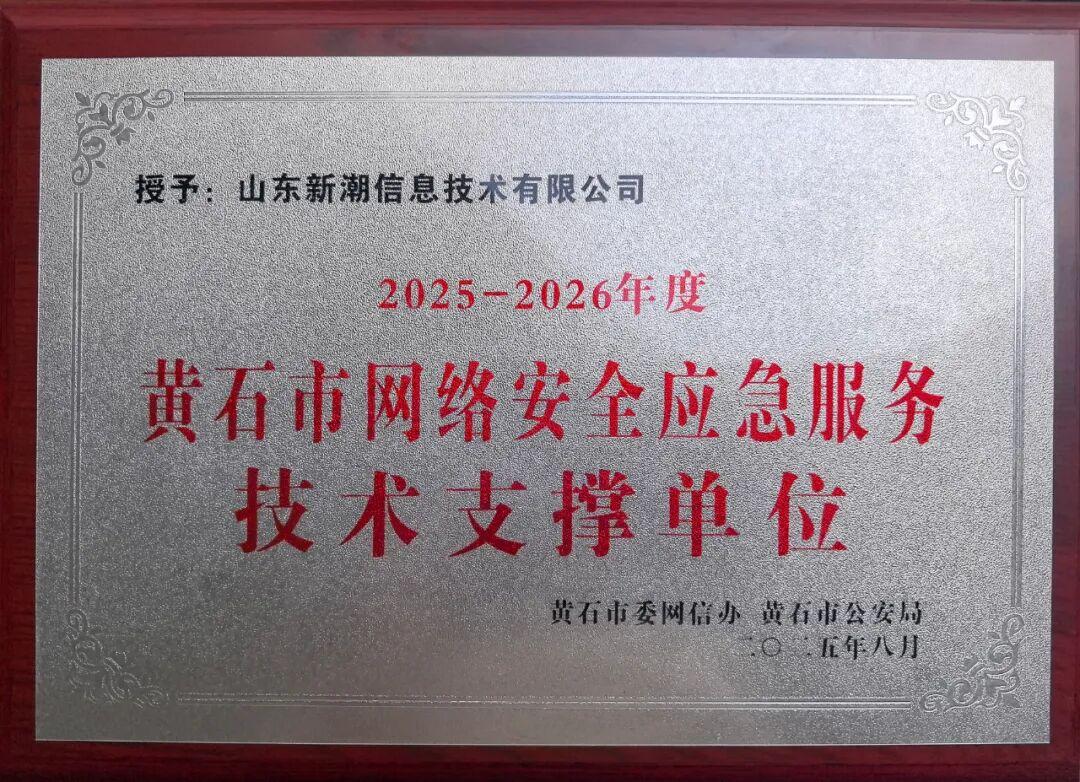 授予：山东新潮信息技术有限公司
2025-2026年度
黄石市网络安全应急服务
技术支撑单位
黄石市委网信办 黄石市公安局
二〇二五年八月